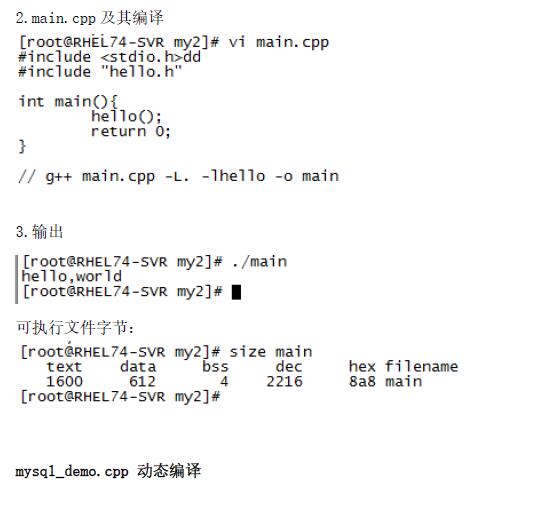 2.main.cpp 及其编译
[root@RHEL74-SVR my2]# vi main.cpp
#include <stdio.h>dd
#include "hello.h"
int main(){
hello();
return 0;
}
// g++ main.cpp -L. -lhello -o main
3.输出
[root@RHEL74-SVR my2]# ./main
hello,world
[root@RHEL74-SVR my2]#
可执行文件字节：
[root@RHEL74-SVR my2]# size main
text data bss dec hex filename
1600 612 4 2216 8a8 main
[root@RHEL74-SVR my2]#
mysql_demo.cpp 动态编译